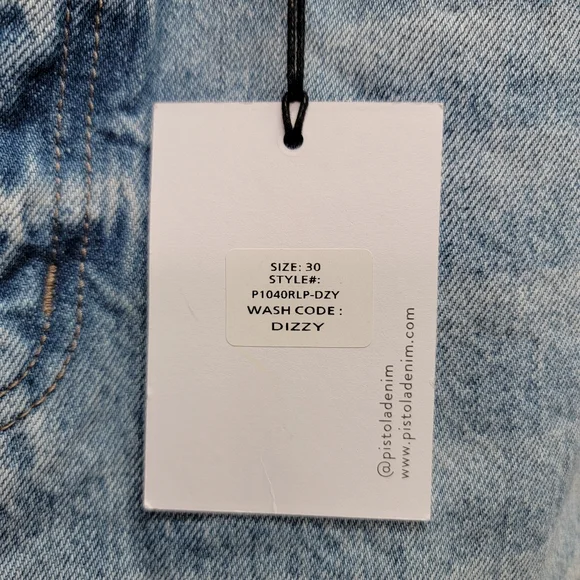 SIZE: 30
STYLE#:
P1040RLP-DZY
WASH CODE :
DIZZY
@pistoladenim
www.pistoladenim.com